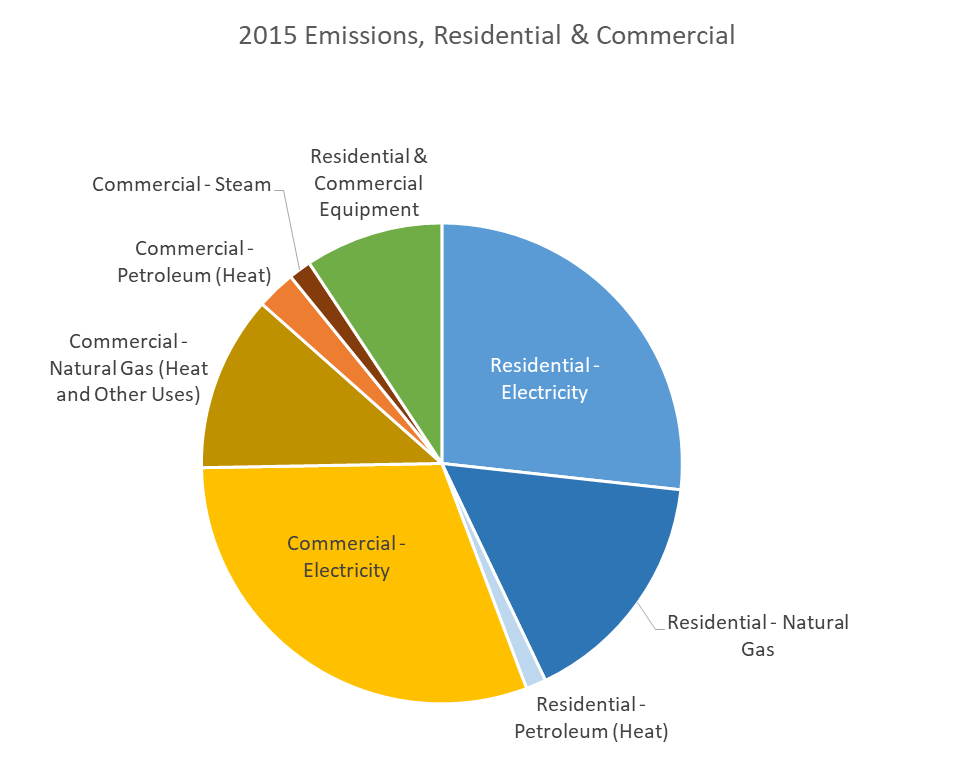 2015 Emissions, Residential & Commercial
Residential &
Commercial
Equipment
Commercial - Steam
Commercial -
Petroleum (Heat)
Commercial -
Natural Gas (Heat
and Other Uses)
Residential -
Electricity
Commercial -
Electricity
Residential - Natural
Gas
Residential -
Petroleum (Heat)